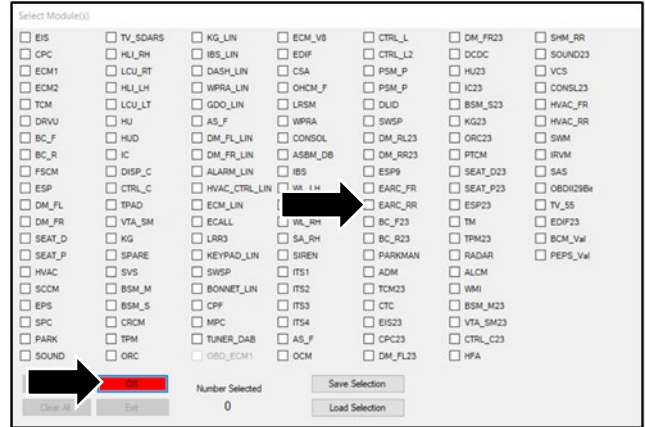 Select Module(s)
EIS TV_SDARS KG_LIN ECM_V8 CTRL_L DM_FR23 SHM_RR
CPC HLI_RH IBS_LIN EDIF CTRL_L2 DCDC SOUND23
ECM1 LCU_RT DASH_LIN CSA PSM_P HU23 VCS
ECM2 HLI_LH WPRA_LIN OHCM_F PSM_P IC23 CONSL23
TCM LCU_LT GDO_LIN LRSM DLID BSM_S23 HVAC_FR
DRVU HU AS_F WPRA SWSP KG23 HVAC_RR
BC_F HUD DM_FL_LIN CONSOL DM_RL23 ORC23 SWM
BC_R IC DM_FR_LIN ASBM_DB DM_RR23 PTCM IRVM
FSCM DISP_C ALARM_LIN IBS ESP9 SEAT_D23 SAS
ESP CTRL_C HVAC_CTRL_LIN WL_LH EARC_FR SEAT_P23 OBDII29Bit
DM_FL TPAD ECM_LIN EARC_RR ESP23 TV_55
DM_FR VTA_SM ECALL WL_RH BC_F23 TM EDIF23
SEAT_D KG LRR3 SA_RH BC_R23 TPM23 BCM_Val
SEAT_P SPARE KEYPAD_LIN SIREN PARKMAN RADAR PEPS_Val
HVAC SVS SWSP ITS1 ADM ALCM
SCCM BSM_M BONNET_LIN ITS2 TCM23 WMI
EPS BSM_S CPF ITS3 CTC BSM_M23
SPC CRCM MPC ITS4 EIS23 VTA_SM23
PARK TPM TUNER_DAB AS_F CPC23 CTRL_C23
SOUND ORC OBD_ECM1 OCM DM_FL23 HFA
OK Number Selected Save Selection
Clear All Exit 0 Load Selection